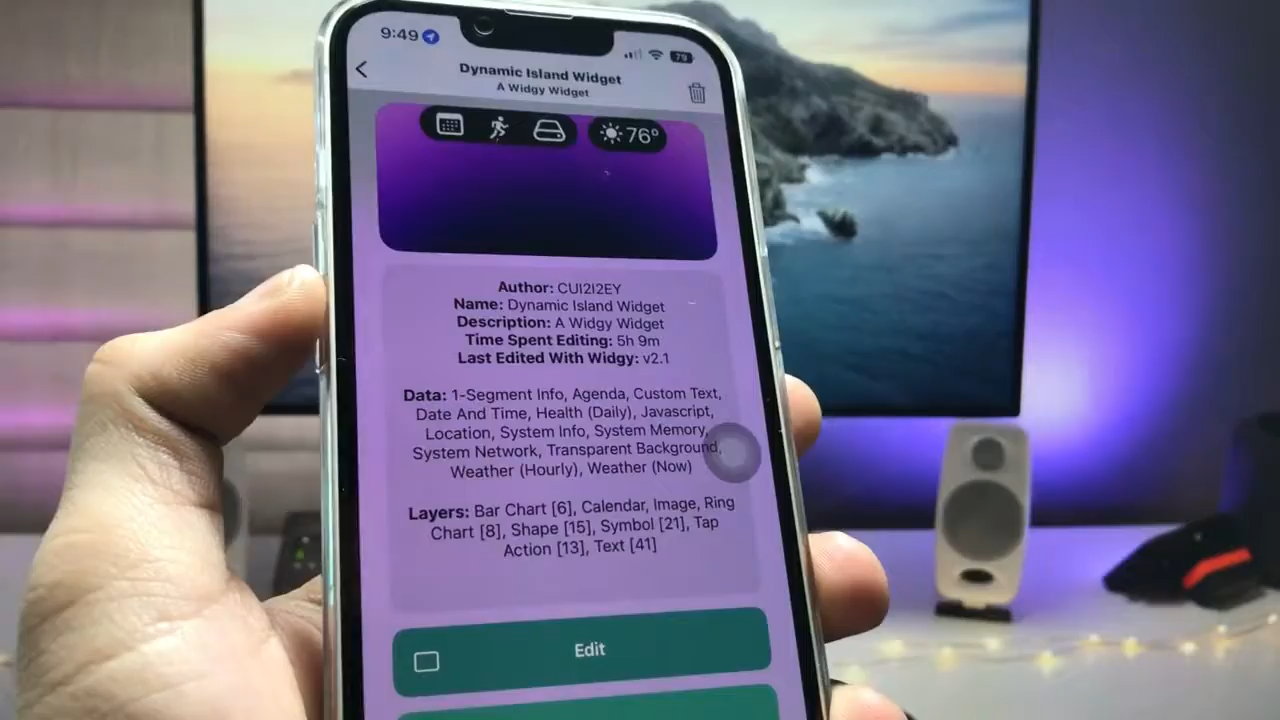 9:49
79
Dynamic Island Widget
A Widgy Widget
76°
Author: CUI2I2EY
Name: Dynamic Island Widget
Description: A Widgy Widget
Time Spent Editing: 5h 9m
Last Edited With Widgy: v2.1
Data: 1-Segment Info, Agenda, Custom Text,
Date And Time, Health (Daily), Javascript,
Location, System Info, System Memory,
System Network, Transparent Background,
Weather (Hourly), Weather (Now)
Layers: Bar Chart [6], Calendar, Image, Ring
Chart [8], Shape [15], Symbol [21], Tap
Action [13], Text [41]
Edit